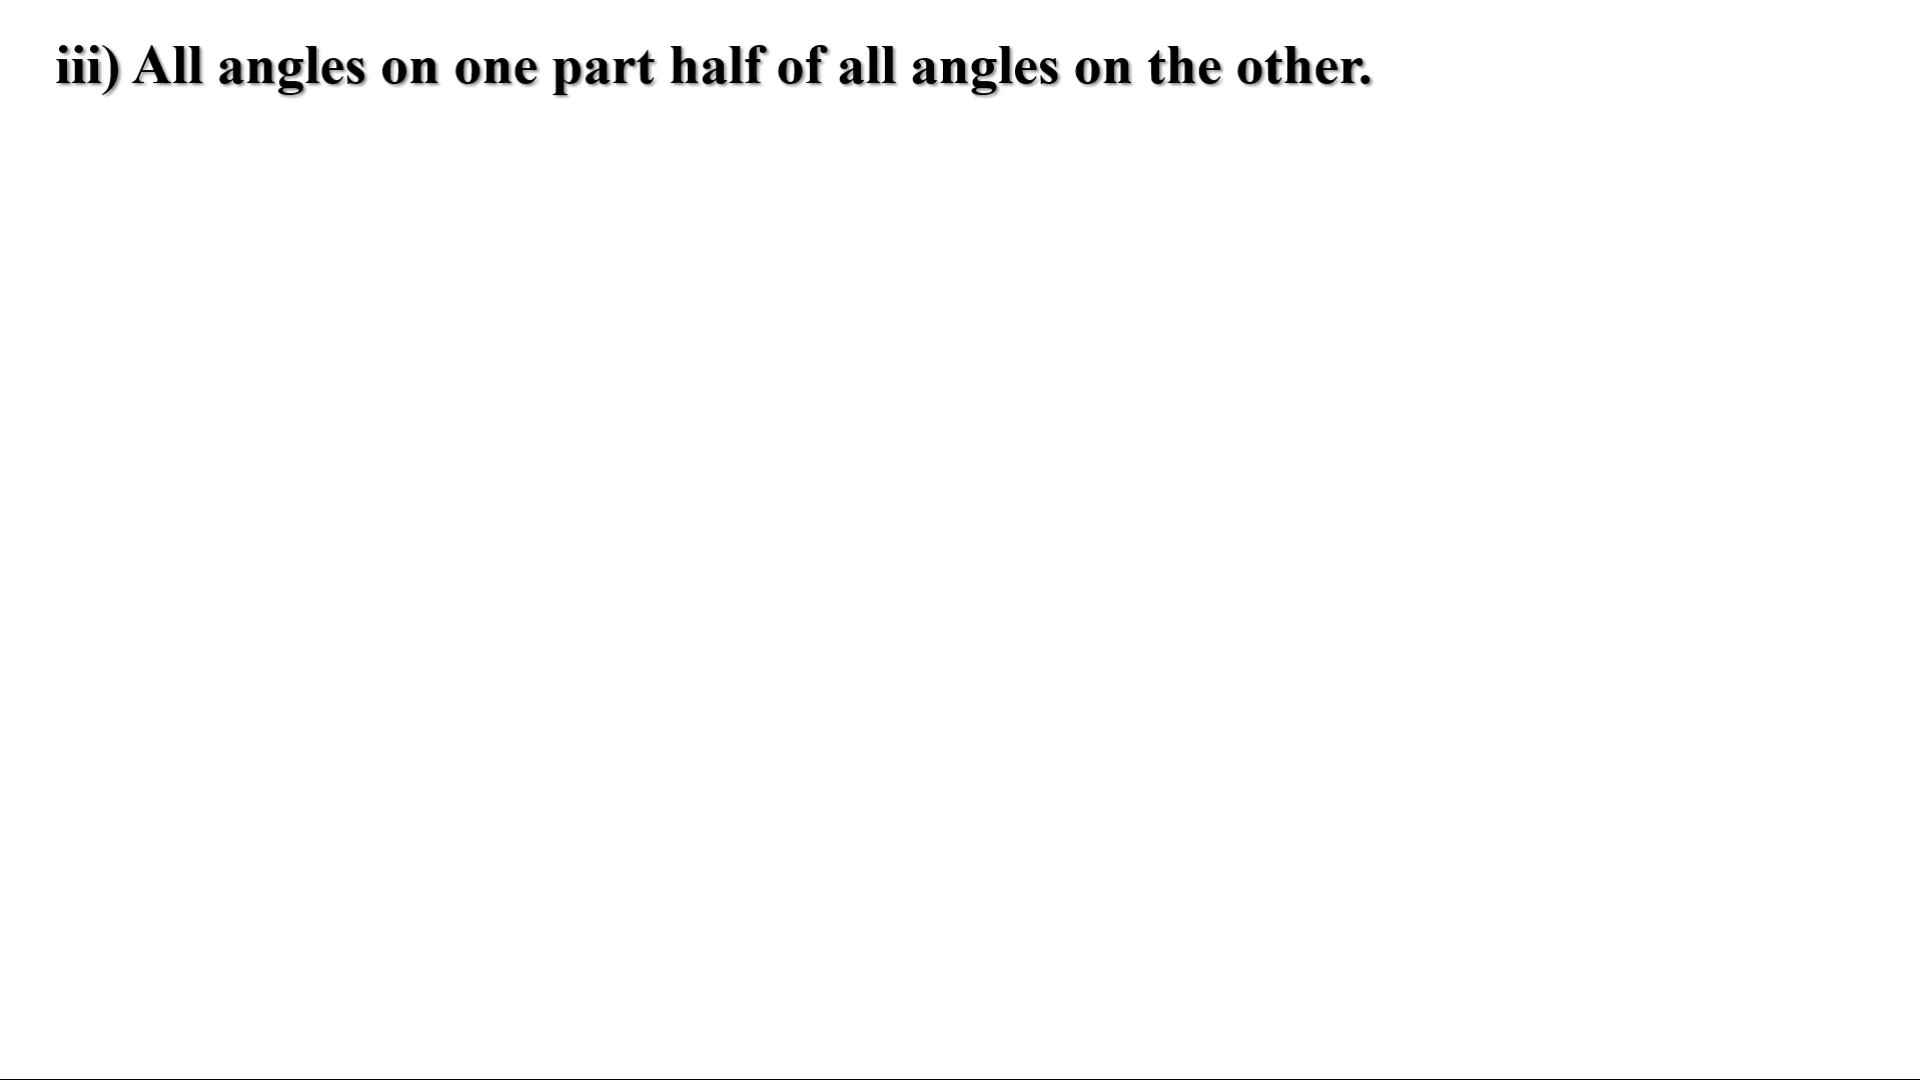 iii) All angles on one part half of all angles on the other.